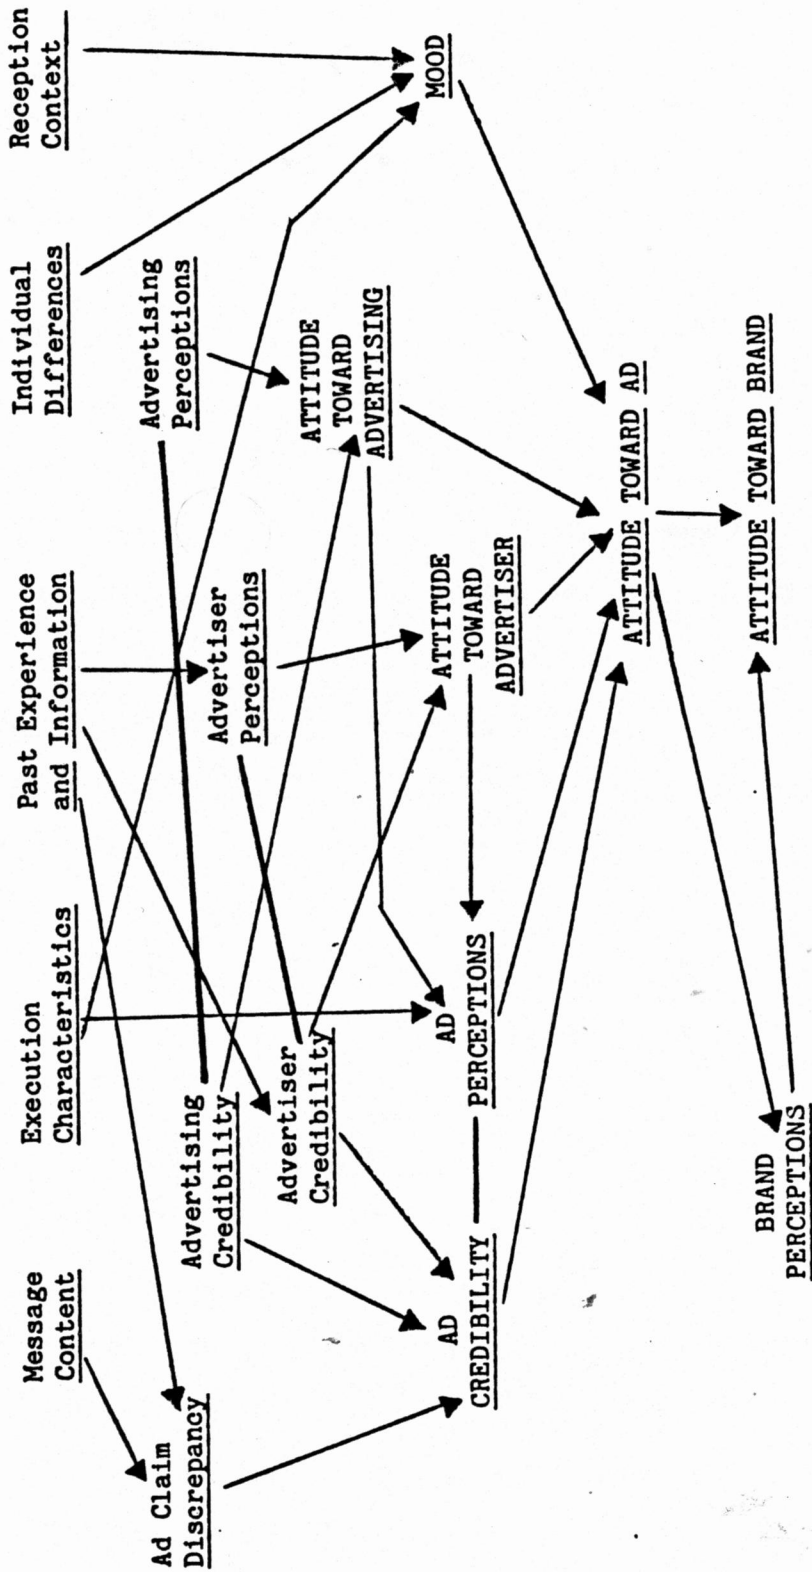 Message
Content
Execution
Characteristics
Past Experience
and Information
Individual
Differences
Reception
Context
Ad Claim
Discrepancy
Advertising
Credibility
Advertiser
Credibility
Advertiser
Perceptions
Advertising
Perceptions
ATTITUDE
TOWARD
ADVERTISING
AD
CREDIBILITY
AD
PERCEPTIONS
ATTITUDE
TOWARD
ADVERTISER
MOOD
ATTITUDE TOWARD AD
BRAND
PERCEPTIONS
ATTITUDE TOWARD BRAND